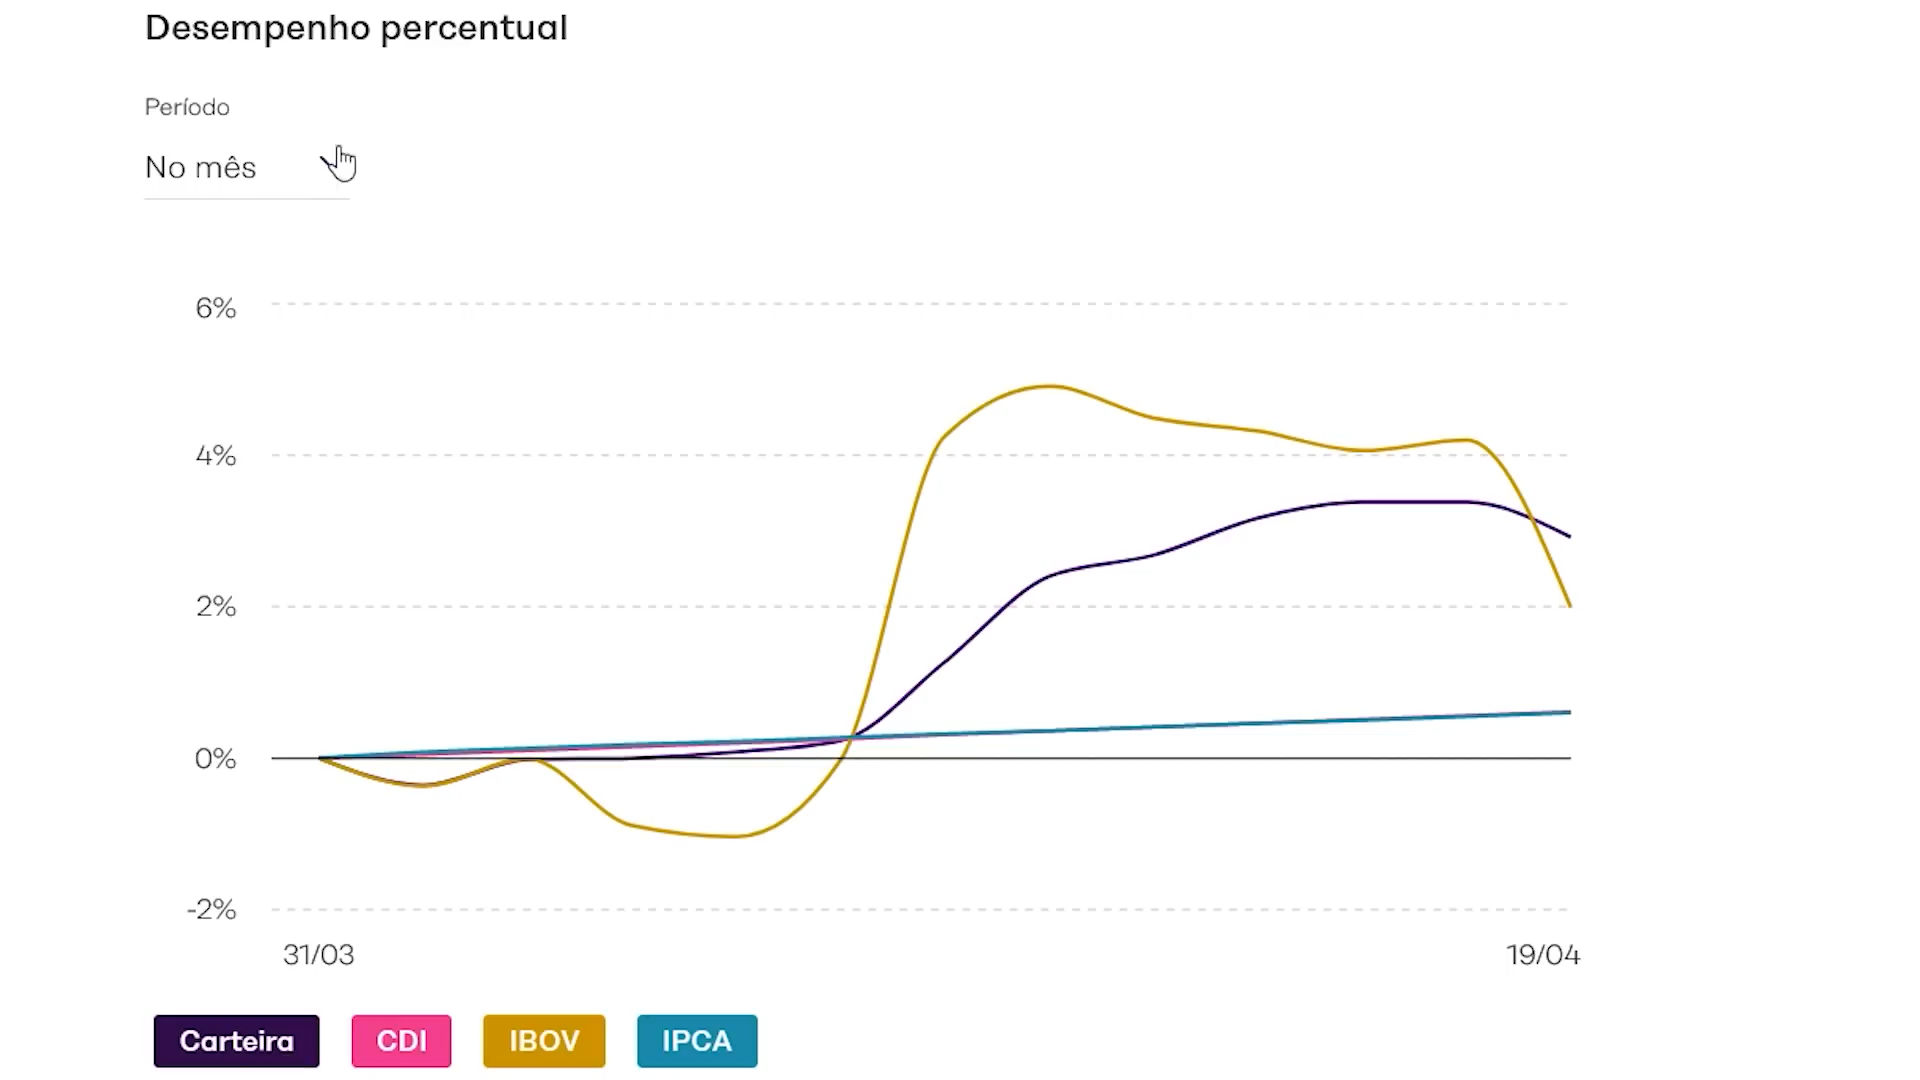 Desempenho percentual
Período
No mês
6%
4%
2%
0%
-2%
31/03 19/04
Carteira CDI IBOV IPCA